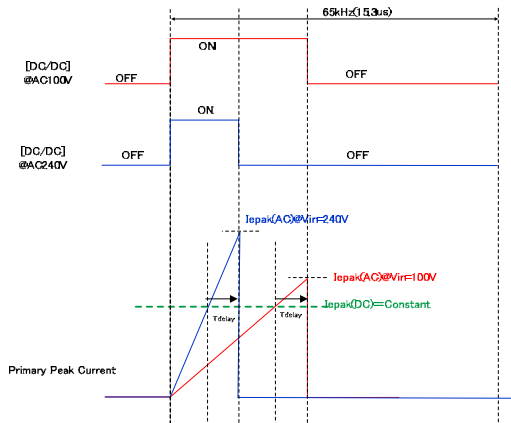 65kHz(15.3us)
ON
[DC/DC]
@AC100V
OFF
OFF
ON
[DC/DC]
@AC240V
OFF
OFF
Iepak(AC)@Vin=240V
Iepak(AC)@Vin=100V
Iepak(DC)=Constant
Tdelay
Tdelay
Primary Peak Current